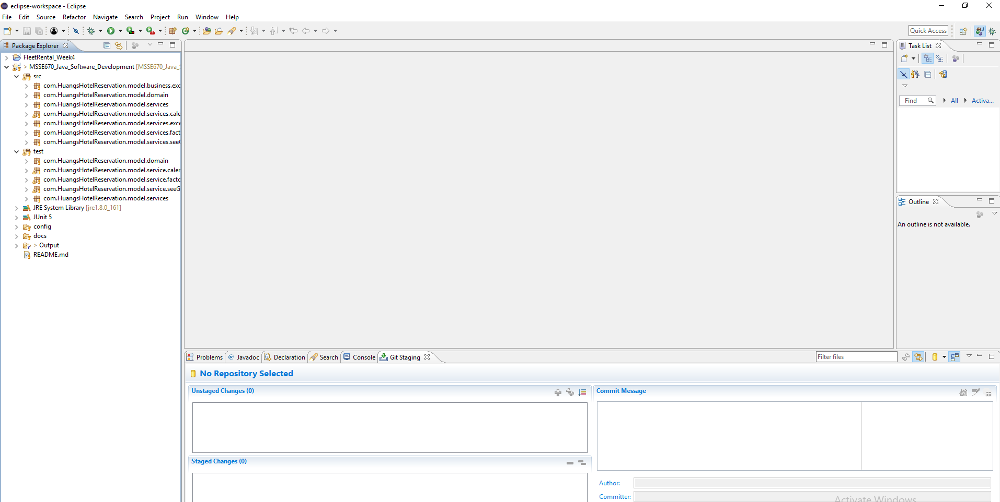 eclipse-workspace - Eclipse
File Edit Source Refactor Navigate Search Project Run Window Help
Quick Access
Package Explorer
FleetRental_Week4
> MSSE670_Java_Software_Development [MSSE670_Java_S
src
com.HuangsHotelReservation.model.business.exc
com.HuangsHotelReservation.model.domain
com.HuangsHotelReservation.model.services
com.HuangsHotelReservation.model.services.cale
com.HuangsHotelReservation.model.services.exce
com.HuangsHotelReservation.model.services.fact
com.HuangsHotelReservation.model.services.seeG
test
com.HuangsHotelReservation.model.domain
com.HuangsHotelReservation.model.service.caler
com.HuangsHotelReservation.model.service.facto
com.HuangsHotelReservation.model.service.seeG
com.HuangsHotelReservation.model.services
JRE System Library [jre1.8.0_161]
JUnit 5
config
docs
> Output
README.md
Task List
Find All Activa...
Outline
An outline is not available.
Problems @ Javadoc Declaration Search Console Git Staging
Filter files
No Repository Selected
Unstaged Changes (0)
Staged Changes (0)
Commit Message
Author:
Committer:
Activate Windows